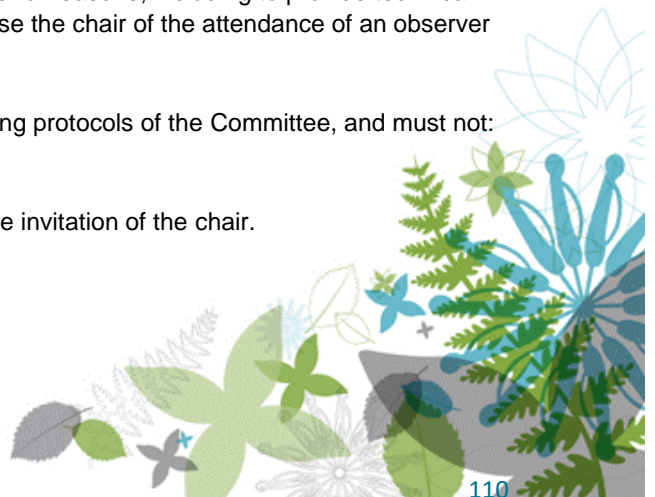 se the chair of the attendance of an observer
ng protocols of the Committee, and must not:
e invitation of the chair.
110